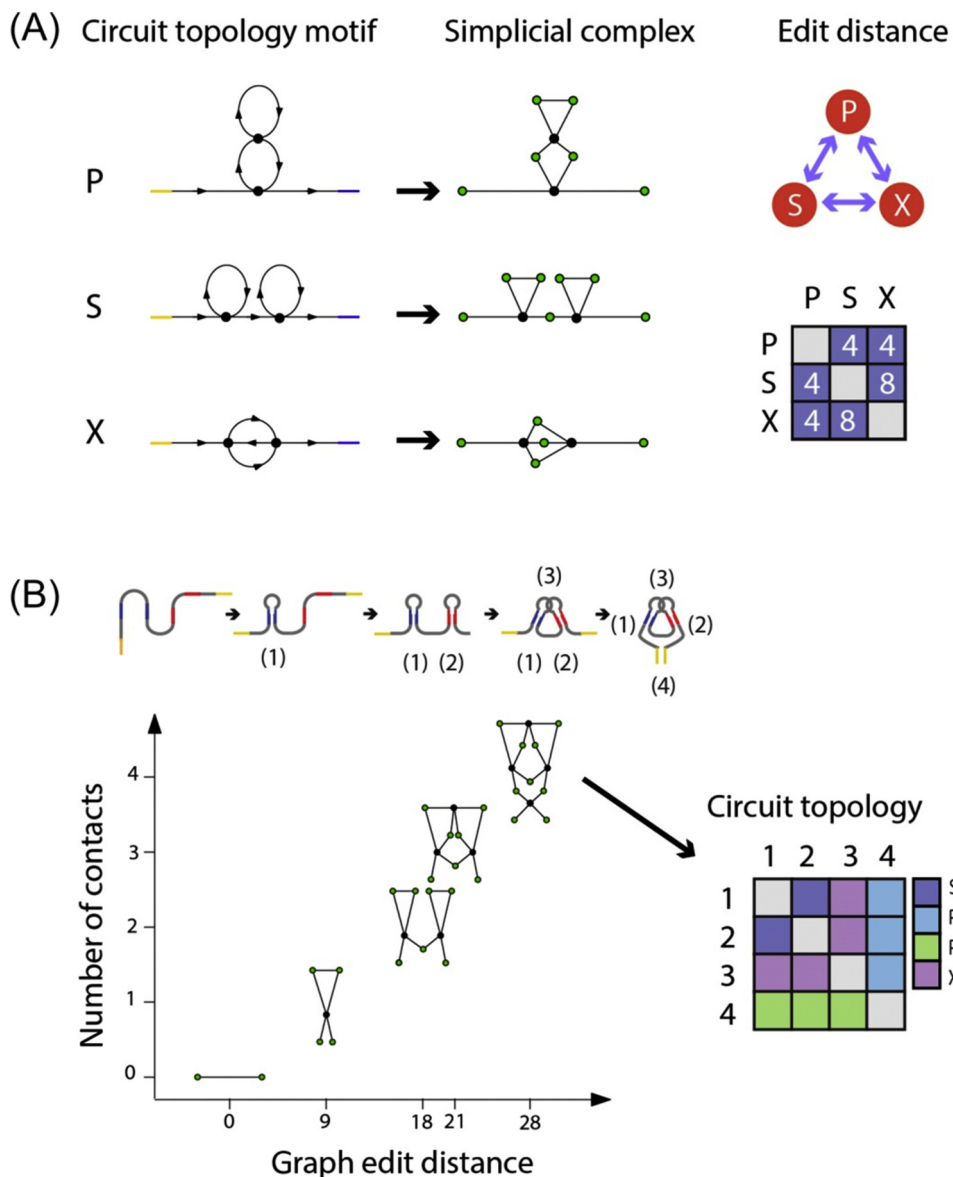 (A) Circuit topology motif Simplicial complex Edit distance
P
P
S X
S
P S X
P 4 4
S 4 8
X 4 8
X
(B)
(1)
(1) (2)
(3)
(1) (2)
(3)
(1) (2)
(4)
Number of contacts
4
3
2
1
0
0 9 18 21 28
Graph edit distance
Circuit topology
1 2 3 4
1
2
3
4
S
P
P
X